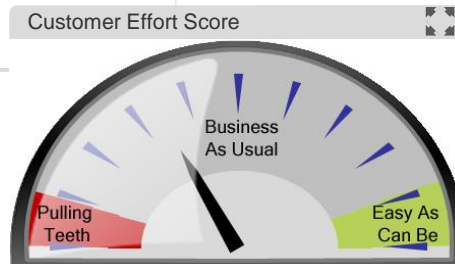 Customer Effort Score
Business
As Usual
Pulling
Teeth
Easy As
Can Be